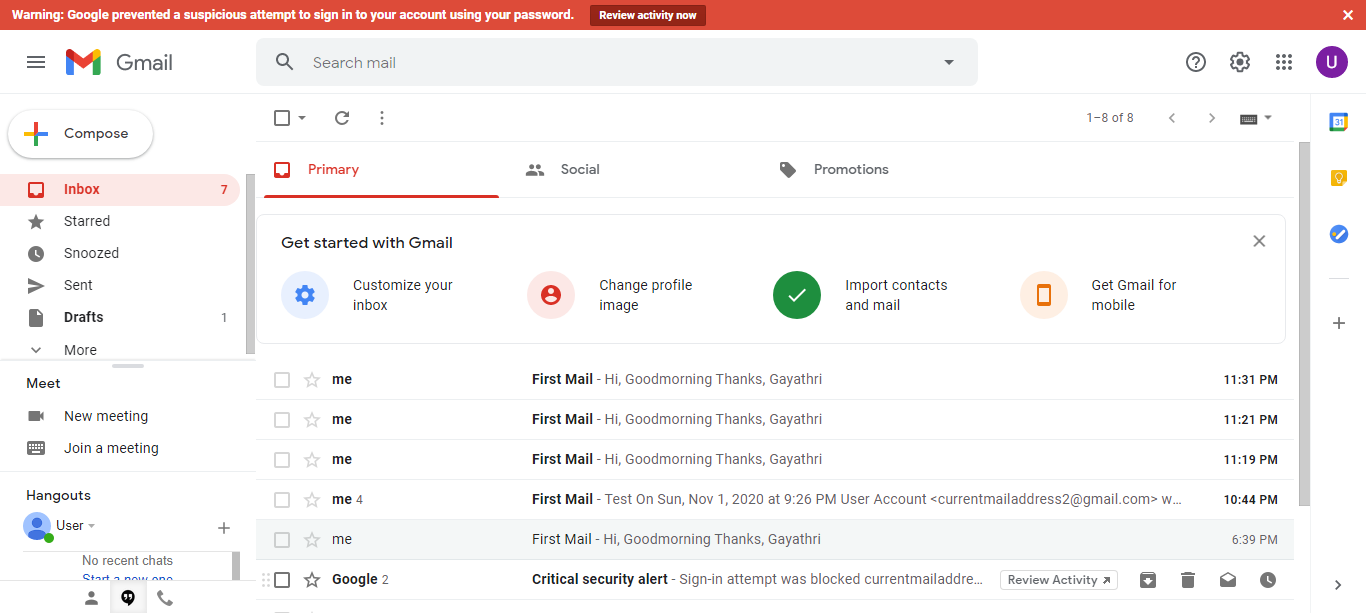 Warning: Google prevented a suspicious attempt to sign in to your account using your password. Review activity now
Gmail
Search mail
U
Compose
1–8 of 8
31
Primary Social Promotions
Inbox 7
Starred
Snoozed
Sent
Drafts 1
More
Get started with Gmail
Customize your inbox
Change profile image
Import contacts and mail
Get Gmail for mobile
Meet
New meeting
Join a meeting
Hangouts
User
No recent chats
Start a new one
me First Mail - Hi, Goodmorning Thanks, Gayathri 11:31 PM
me First Mail - Hi, Goodmorning Thanks, Gayathri 11:21 PM
me First Mail - Hi, Goodmorning Thanks, Gayathri 11:19 PM
me 4 First Mail - Test On Sun, Nov 1, 2020 at 9:26 PM User Account <currentmailaddress2@gmail.com> w… 10:44 PM
me First Mail - Hi, Goodmorning Thanks, Gayathri 6:39 PM
Google 2 Critical security alert - Sign-in attempt was blocked currentmailaddre… Review Activity